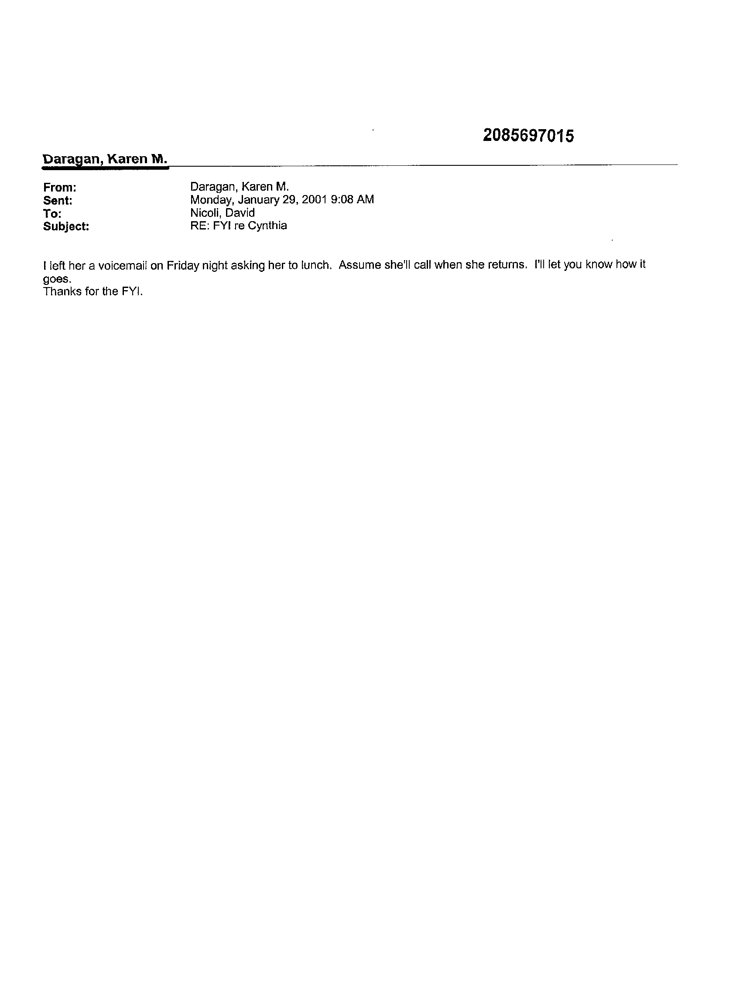 2085697015
Daragan, Karen M.
From: Daragan, Karen M.
Sent: Monday, January 29, 2001 9:08 AM
To: Nicoli, David
Subject: RE: FYI re Cynthia
I left her a voicemail on Friday night asking her to lunch. Assume she'll call when she returns. I'll let you know how it
goes.
Thanks for the FYI.